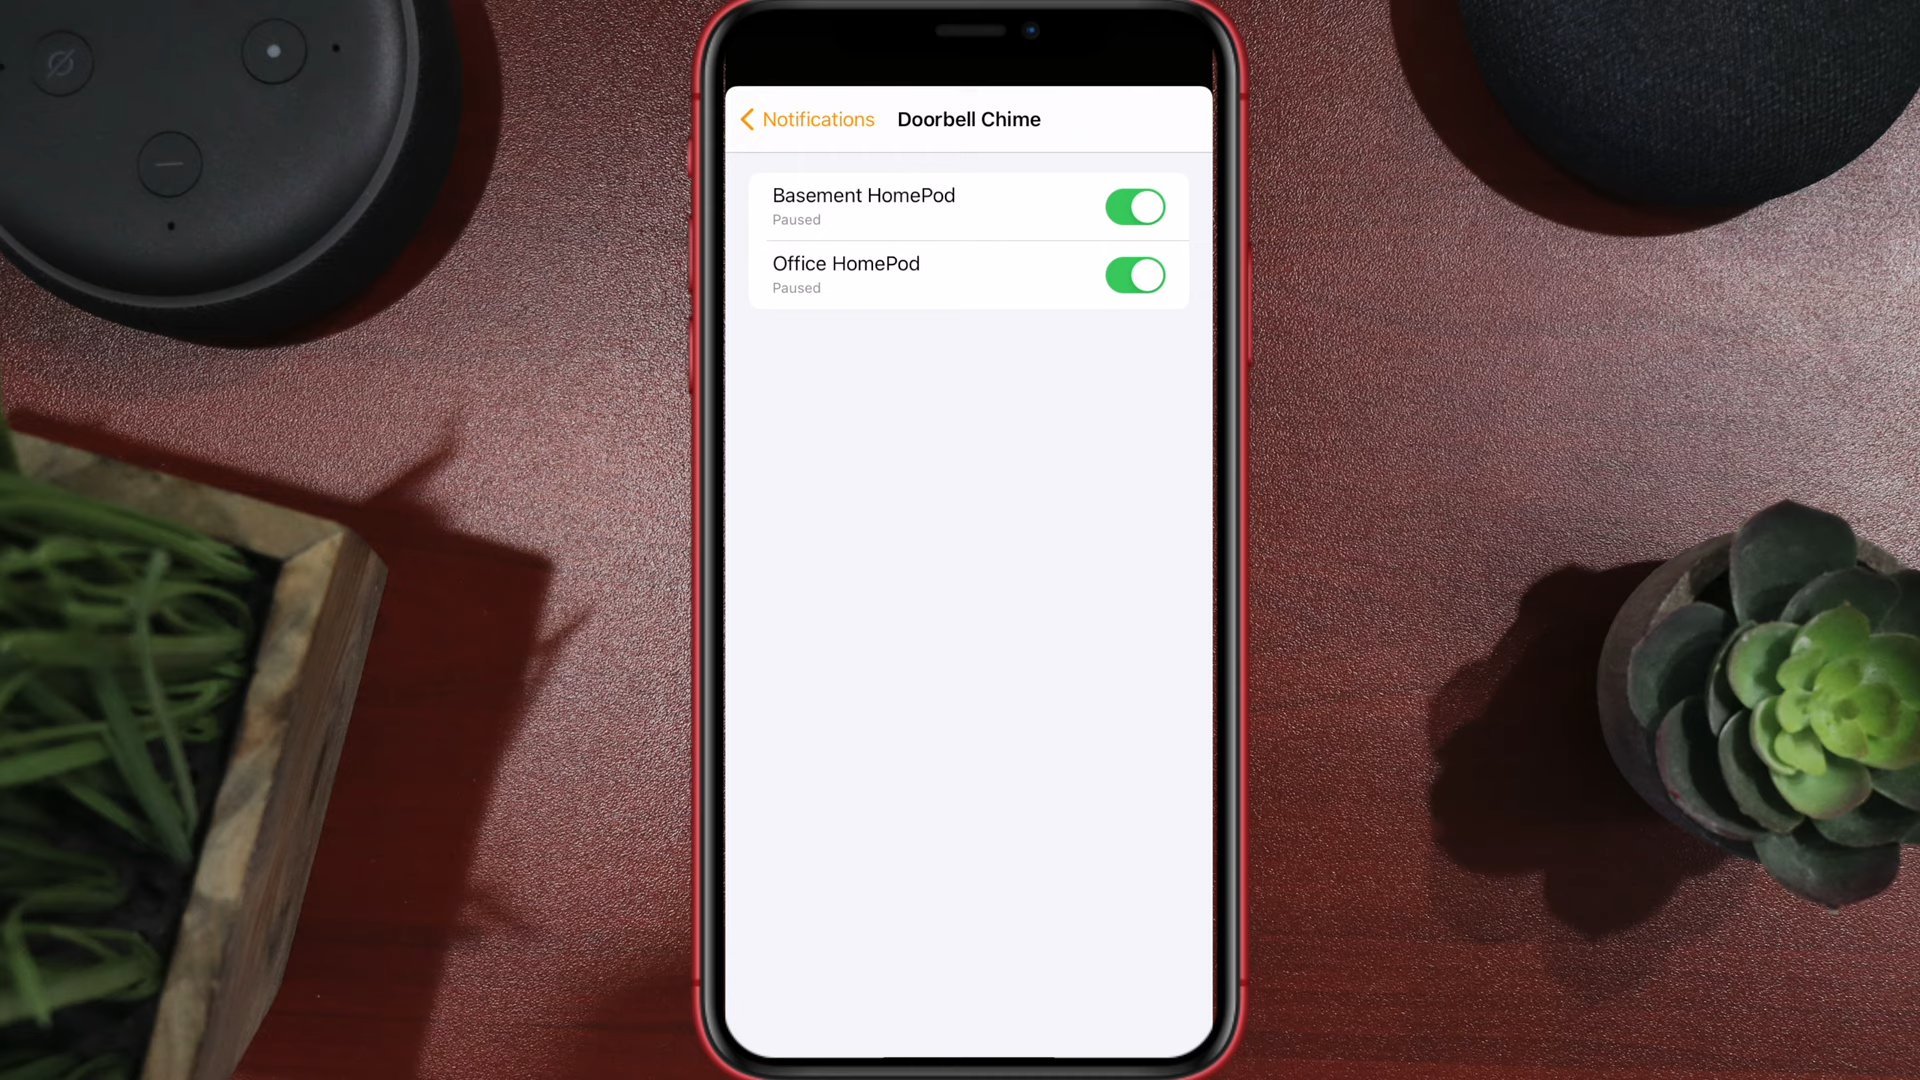 Notifications
Doorbell Chime
Basement HomePod
Paused
Office HomePod
Paused